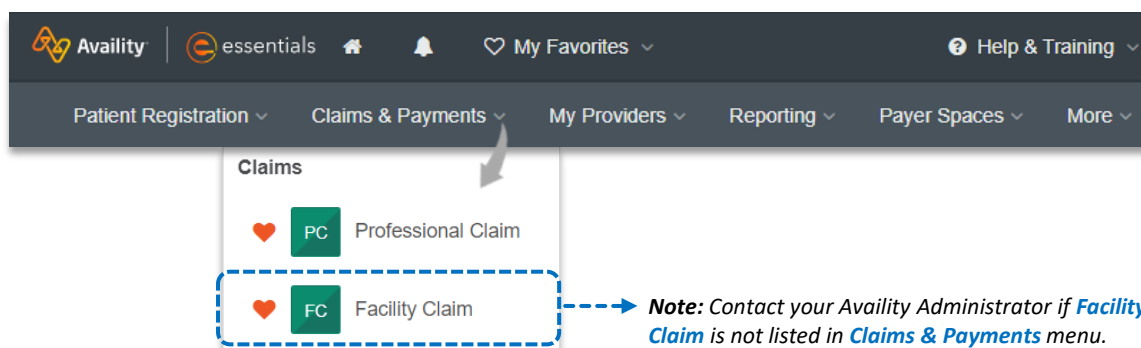 Availity essentials My Favorites Help & Training
Patient Registration Claims & Payments My Providers Reporting Payer Spaces More
Claims
PC Professional Claim
FC Facility Claim
Note: Contact your Availity Administrator if Facility
Claim is not listed in Claims & Payments menu.